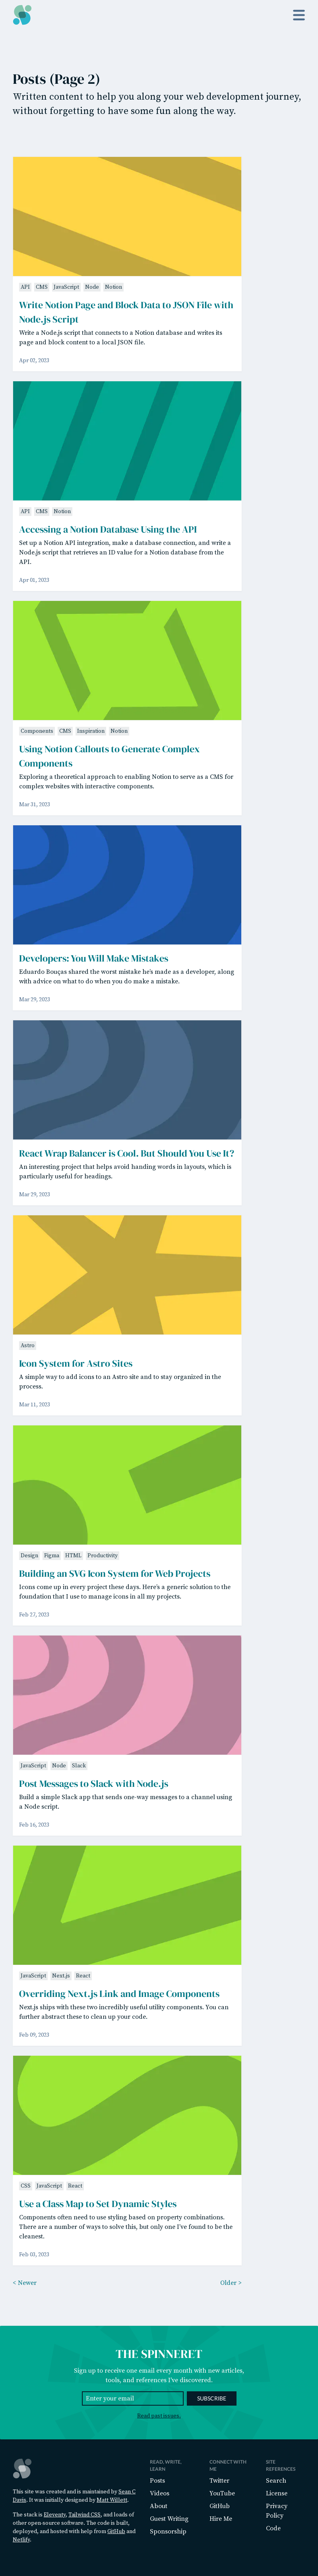 Posts (Page 2)
Written content to help you along your web development journey,
without forgetting to have some fun along the way.
API CMS JavaScript Node Notion
Write Notion Page and Block Data to JSON File with
Node.js Script
Write a Node.js script that connects to a Notion database and writes its
page and block content to a local JSON file.
API CMS Notion
Accessing a Notion Database Using the API
Set up a Notion API integration, make a database connection, and write a
Node.js script that retrieves an ID value for a Notion database from the
API.
Apr 01, 2023
Components CMS Inspiration Notion
Using Notion Callouts to Generate Complex
Components
Exploring a theoretical approach to enabling Notion to serve as a CMS for
complex websites with interactive components.
Mar 31, 2023
Developers: You Will Make Mistakes
Eduardo Bouças shared the worst mistake he's made as a developer, along
with advice on what to do when you do make a mistake.
Mar 29, 2023
React Wrap Balancer is Cool. But Should You Use It?
An interesting project that helps avoid handing words in layouts, which is
particularly useful for headings.
Mar 29, 2023
Astro
Icon System for Astro Sites
A simple way to add icons to an Astro site and to stay organized in the
process.
Mar 11, 2023
Design Figma HTML Productivity
Building an SVG Icon System for Web Projects
Icons come up in every project these days. Here's a generic solution to the
foundation that I use to manage icons in all my projects.
Feb 27, 2023
JavaScript Node Slack
Post Messages to Slack with Node.js
Build a simple Slack app that sends one-way messages to a channel using
a Node script.
Feb 16, 2023
JavaScript Next.js React
Overriding Next.js Link and Image Components
Next.js ships with these two incredibly useful utility components. You can
further abstract these to clean up your code.
Feb 09, 2023
CSS JavaScript React
Use a Class Map to Set Dynamic Styles
Components often need to use styling based on property combinations.
There are a number of ways to solve this, but only one I've found to be the
cleanest.
< Newer
Older >
THE SPINNERET
Sign up to receive one email every month with new articles,
tools, and references I've discovered.
Enter your email
SUBSCRIBE
Read past issues.
This site was created and is maintained by Sean C
Davis. It was initially designed by Matt Willett.
The stack is Eleventy, Tailwind CSS, and loads of
other open-source software. The code is built,
deployed, and hosted with help from GitHub and
Netlify.
READ. WRITE.
LEARN
Posts
Videos
About
Guest Writing
Sponsorship
CONNECT WITH
ME
Twitter
YouTube
GitHub
Hire Me
SITE
REFERENCES
Search
License
Privacy
Policy
Code